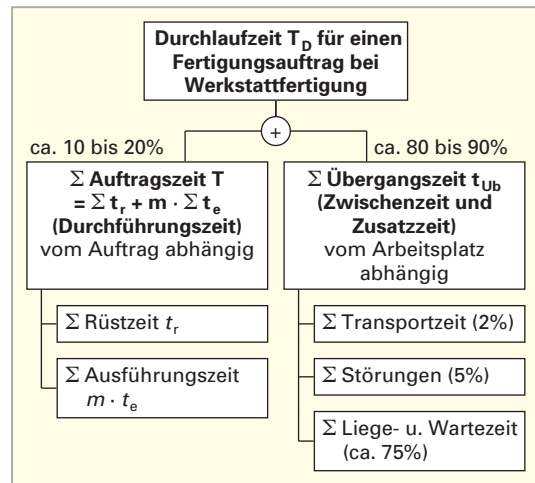 Durchlaufzeit T_D für einen
Fertigungsauftrag bei
Werkstattfertigung
+
ca. 10 bis 20%
Σ Auftragszeit T
= Σ t_r + m · Σ t_e
(Durchführungszeit)
vom Auftrag abhängig
Σ Rüstzeit t_r
Σ Ausführungszeit
m · t_e
ca. 80 bis 90%
Σ Übergangszeit t_Ub
(Zwischenzeit und
Zusatzzeit)
vom Arbeitsplatz
abhängig
Σ Transportzeit (2%)
Σ Störungen (5%)
Σ Liege- u. Wartezeit
(ca. 75%)